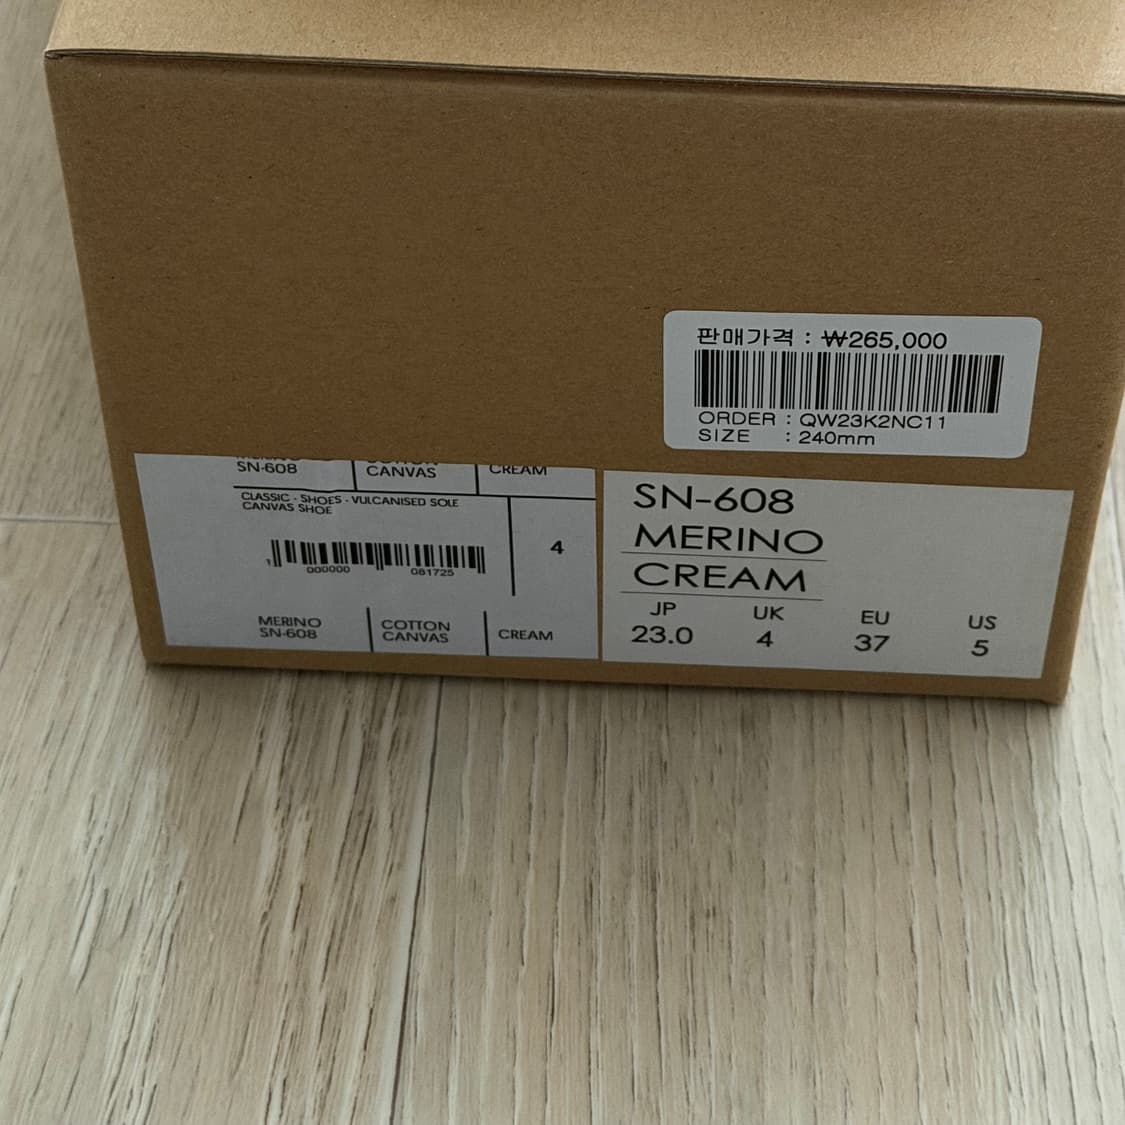 판매가격 : ₩265,000
ORDER : QW23K2NC11
SIZE : 240mm
SN-608 CANVAS CREAM
CLASSIC - SHOES - VULCANISED SOLE
CANVAS SHOE
4
000000 081725
MERINO COTTON CREAM
SN-608 CANVAS
SN-608
MERINO
CREAM
JP UK EU US
23.0 4 37 5